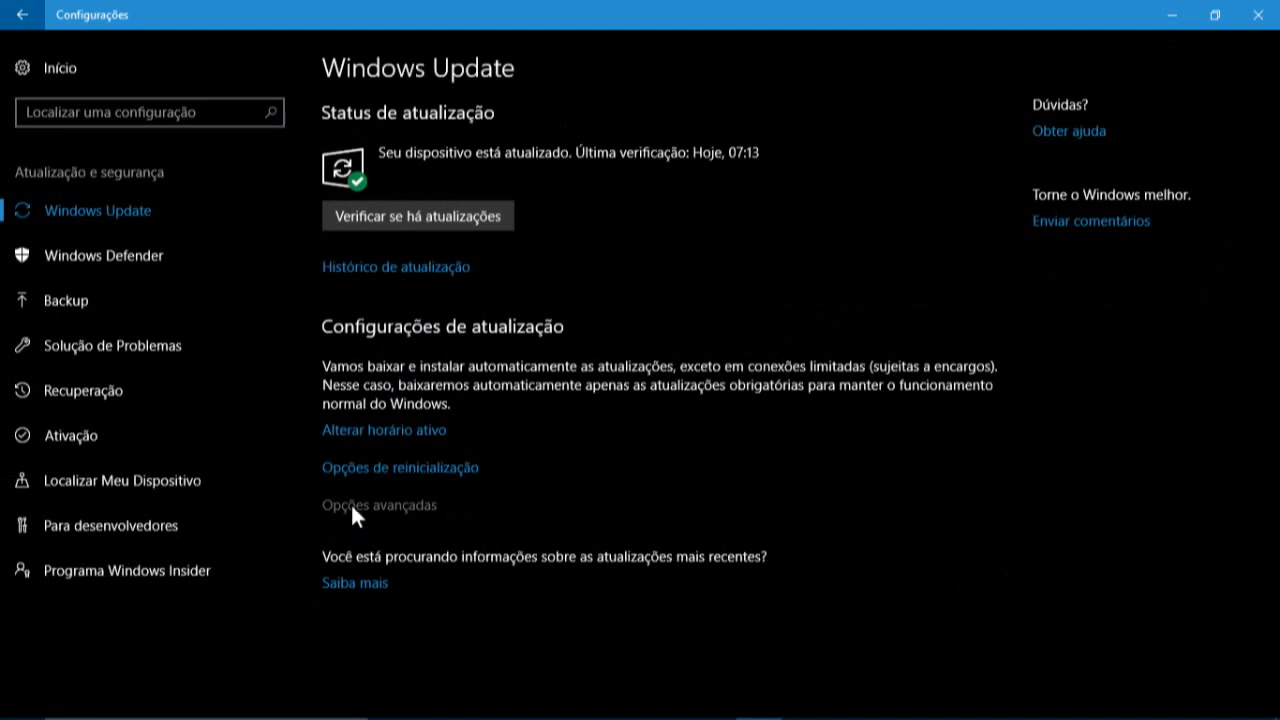 Configurações
Início
Localizar uma configuração
Atualização e segurança
Windows Update
Windows Defender
Backup
Solução de Problemas
Recuperação
Ativação
Localizar Meu Dispositivo
Para desenvolvedores
Programa Windows Insider
Windows Update
Status de atualização
Seu dispositivo está atualizado. Última verificação: Hoje, 07:13
Verificar se há atualizações
Histórico de atualização
Configurações de atualização
Vamos baixar e instalar automaticamente as atualizações, exceto em conexões limitadas (sujeitas a encargos).
Nesse caso, baixaremos automaticamente apenas as atualizações obrigatórias para manter o funcionamento
normal do Windows.
Alterar horário ativo
Opções de reinicialização
Opções avançadas
Você está procurando informações sobre as atualizações mais recentes?
Saiba mais
Dúvidas?
Obter ajuda
Torne o Windows melhor.
Enviar comentários